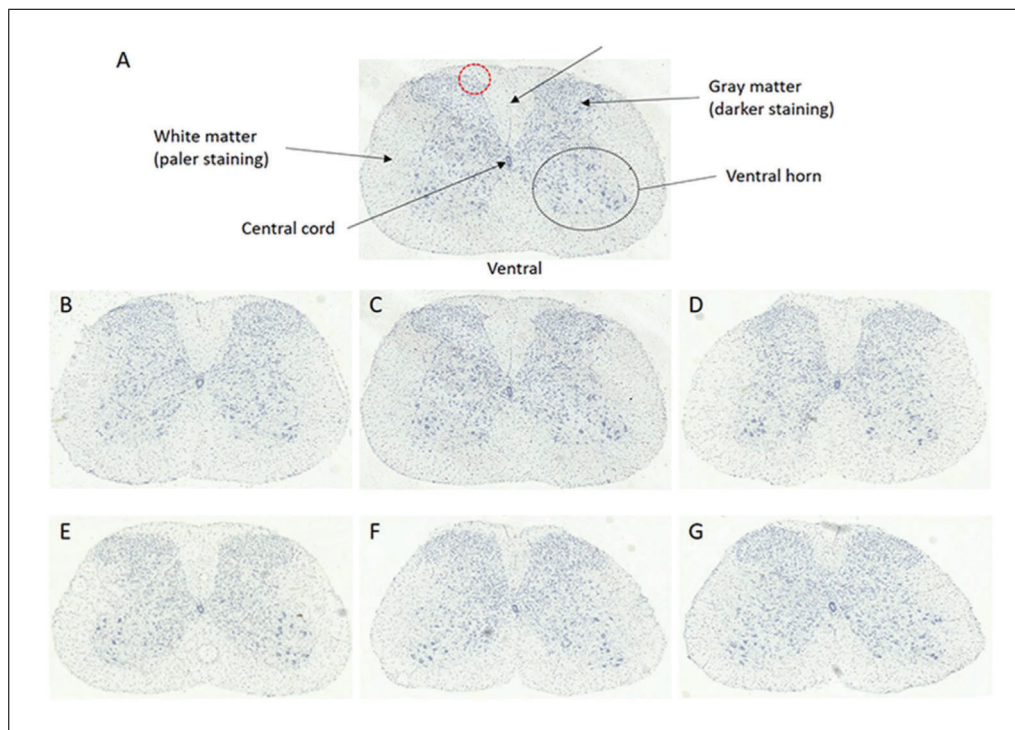 A
Gray matter
(darker staining)
White matter
(paler staining)
Ventral horn
Central cord
Ventral
B
C
D
E
F
G